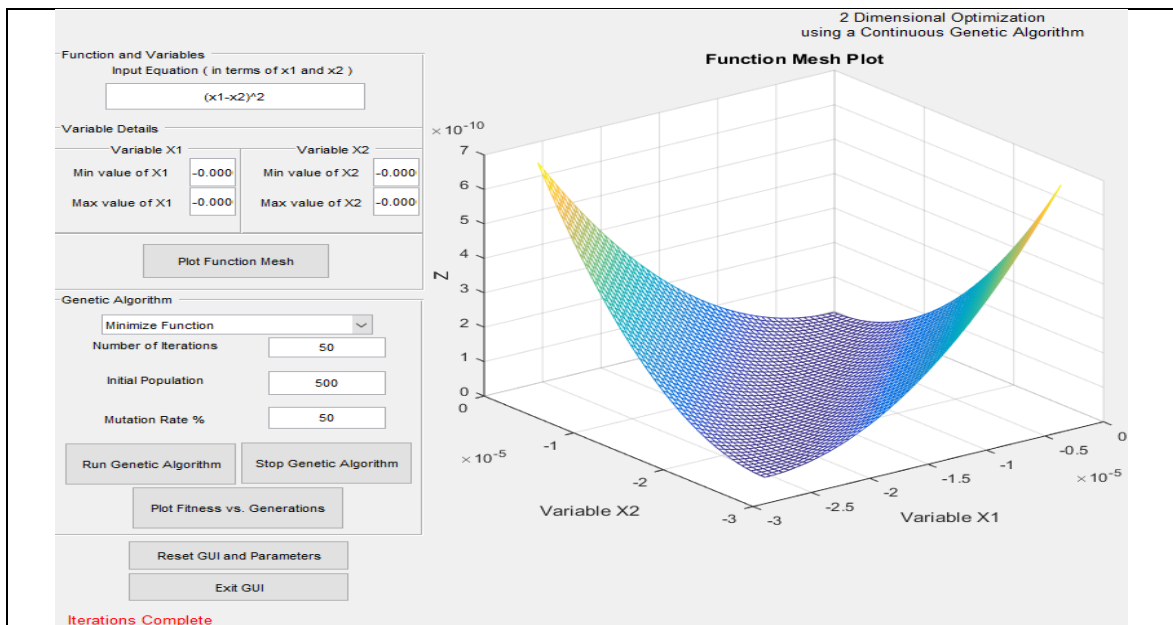 2 Dimensional Optimization
using a Continuous Genetic Algorithm
Function and Variables
Input Equation ( in terms of x1 and x2 )
(x1-x2)^2
Variable Details
Variable X1
Variable X2
Min value of X1 -0.000
Min value of X2 -0.000
Max value of X1 -0.000
Max value of X2 -0.000
Plot Function Mesh
Genetic Algorithm
Minimize Function
Number of Iterations 50
Initial Population 500
Mutation Rate % 50
Run Genetic Algorithm
Stop Genetic Algorithm
Plot Fitness vs. Generations
Reset GUI and Parameters
Exit GUI
Iterations Complete
Function Mesh Plot
× 10^-10
7
6
5
4
3
2
1
0
Z
0
-1
-2
-3
× 10^-5
Variable X2
-3
-2.5
-2
-1.5
-1
-0.5
0
× 10^-5
Variable X1